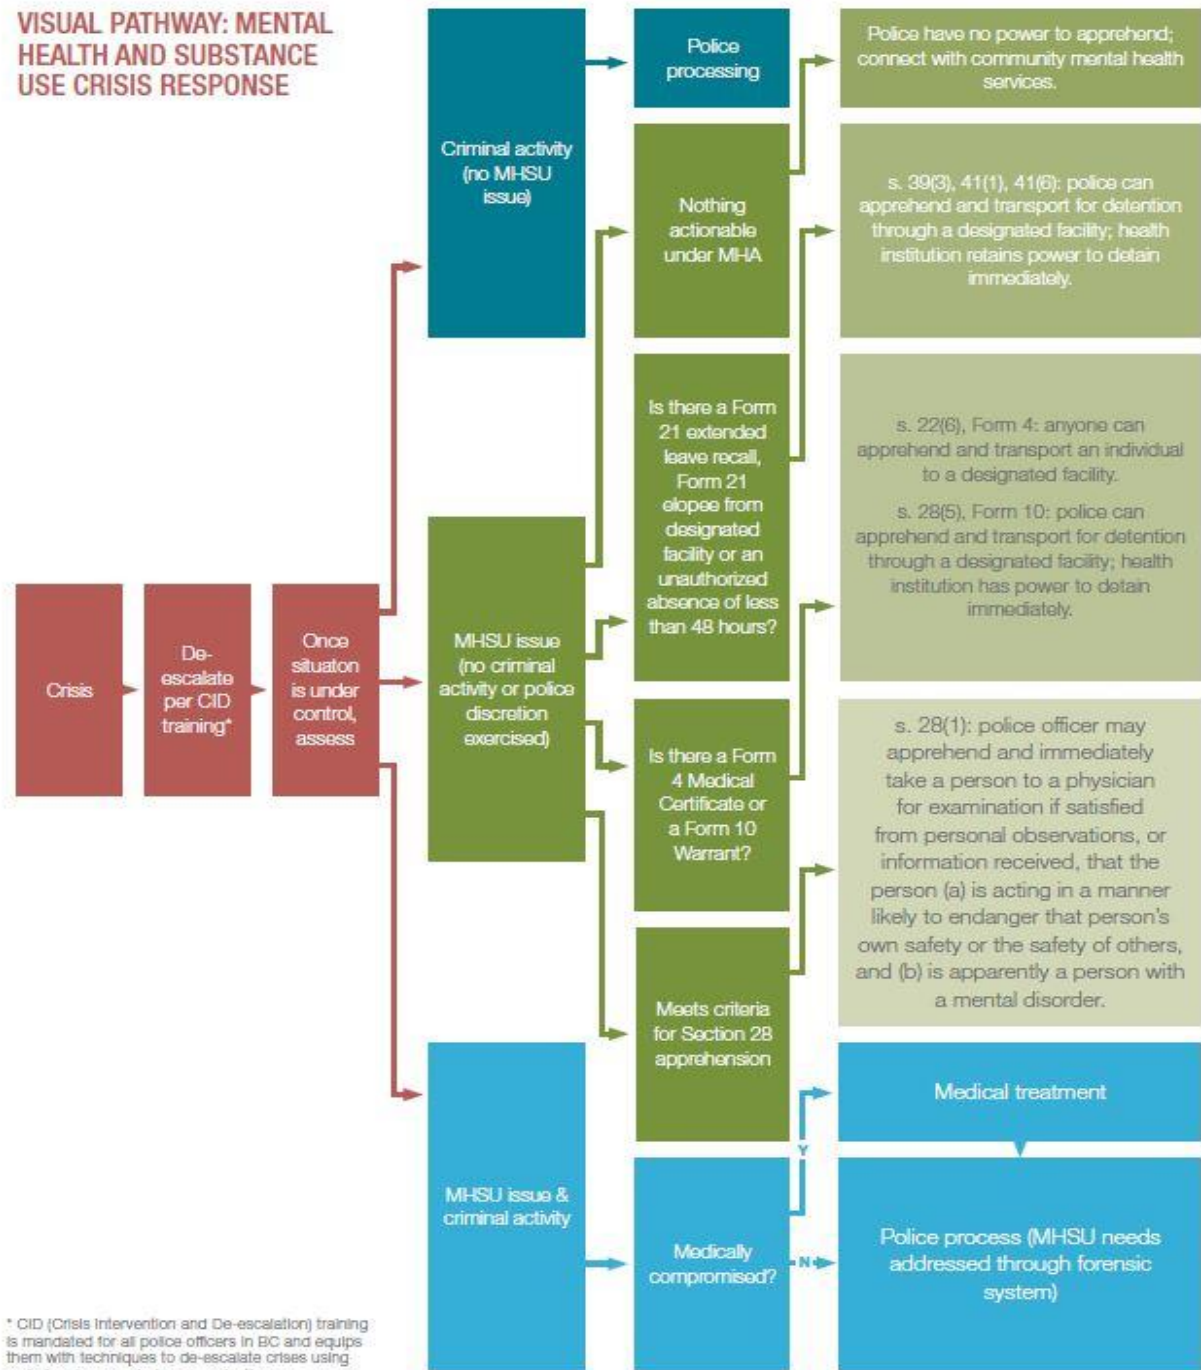 VISUAL PATHWAY: MENTAL
HEALTH AND SUBSTANCE
USE CRISIS RESPONSE
Crisis
De-
escalate
per CID
training*
Once
situaton
is under
control,
assess
Criminal activity
(no MHSU
issue)
Police
processing
MHSU issue
(no criminal
activity or police
discretion
exercised)
Nothing
actionable
under MHA
Police have no power to apprehend;
connect with community mental health
services.
Is there a Form
21 extended
leave recall,
Form 21
elopee from
designated
facility or an
unauthorized
absence of less
than 48 hours?
s. 39(3), 41(1), 41(6): police can
apprehend and transport for detention
through a designated facility; health
institution retains power to detain
immediately.
Is there a Form
4 Medical
Certificate or
a Form 10
Warrant?
s. 22(6), Form 4: anyone can
apprehend and transport an individual
to a designated facility.
s. 28(5), Form 10: police can
apprehend and transport for detention
through a designated facility; health
institution has power to detain
immediately.
Meets criteria
for Section 28
apprehension
s. 28(1): police officer may
apprehend and immediately
take a person to a physician
for examination if satisfied
from personal observations, or
information received, that the
person (a) is acting in a manner
likely to endanger that person's
own safety or the safety of others,
and (b) is apparently a person with
a mental disorder.
MHSU issue &
criminal activity
Medically
compromised?
Y
Medical treatment
N
Police process (MHSU needs
addressed through forensic
system)
* CID (Crisis Intervention and De-escalation) training
is mandated for all police officers in BC and equips
them with techniques to de-escalate crises using